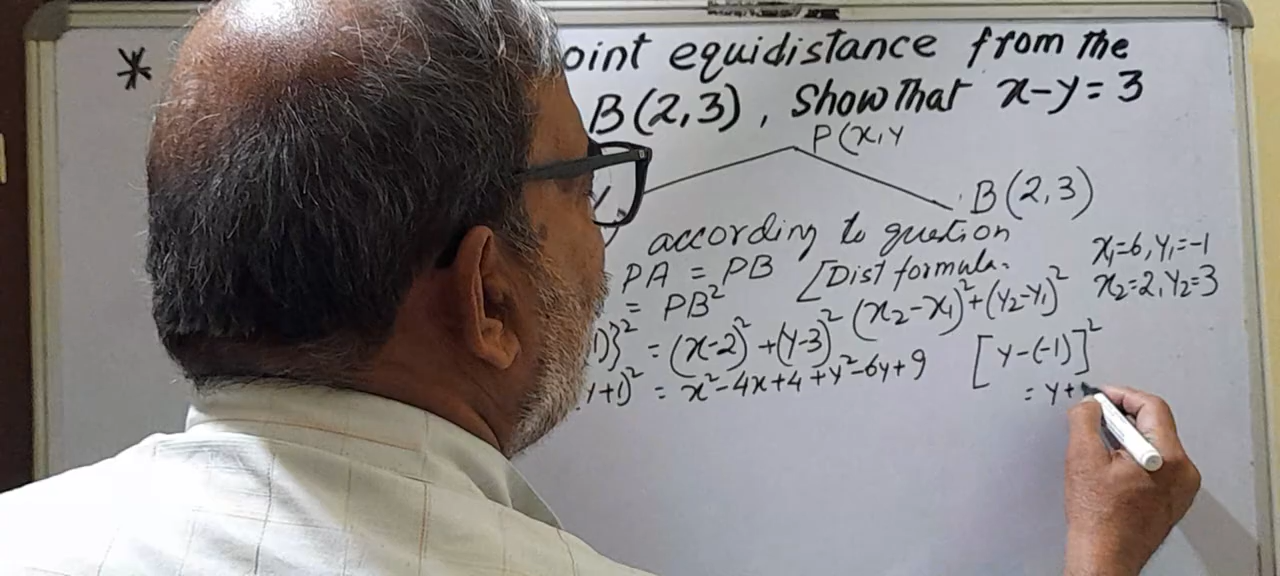 * oint equidistance from the
B(2,3), Show That x-y=3
P(x,y
B(2,3)
according to quetion
x₁=6, y₁=-1
PA = PB [Dist formula.
x₂=2, y₂=3
= PB² (x₂-x₁)²+(y₂-y₁)²
1)}² = (x-2)²+(y-3)² [y-(-1)]²
y+1)² = x²-4x+4+y²-6y+9 = y+